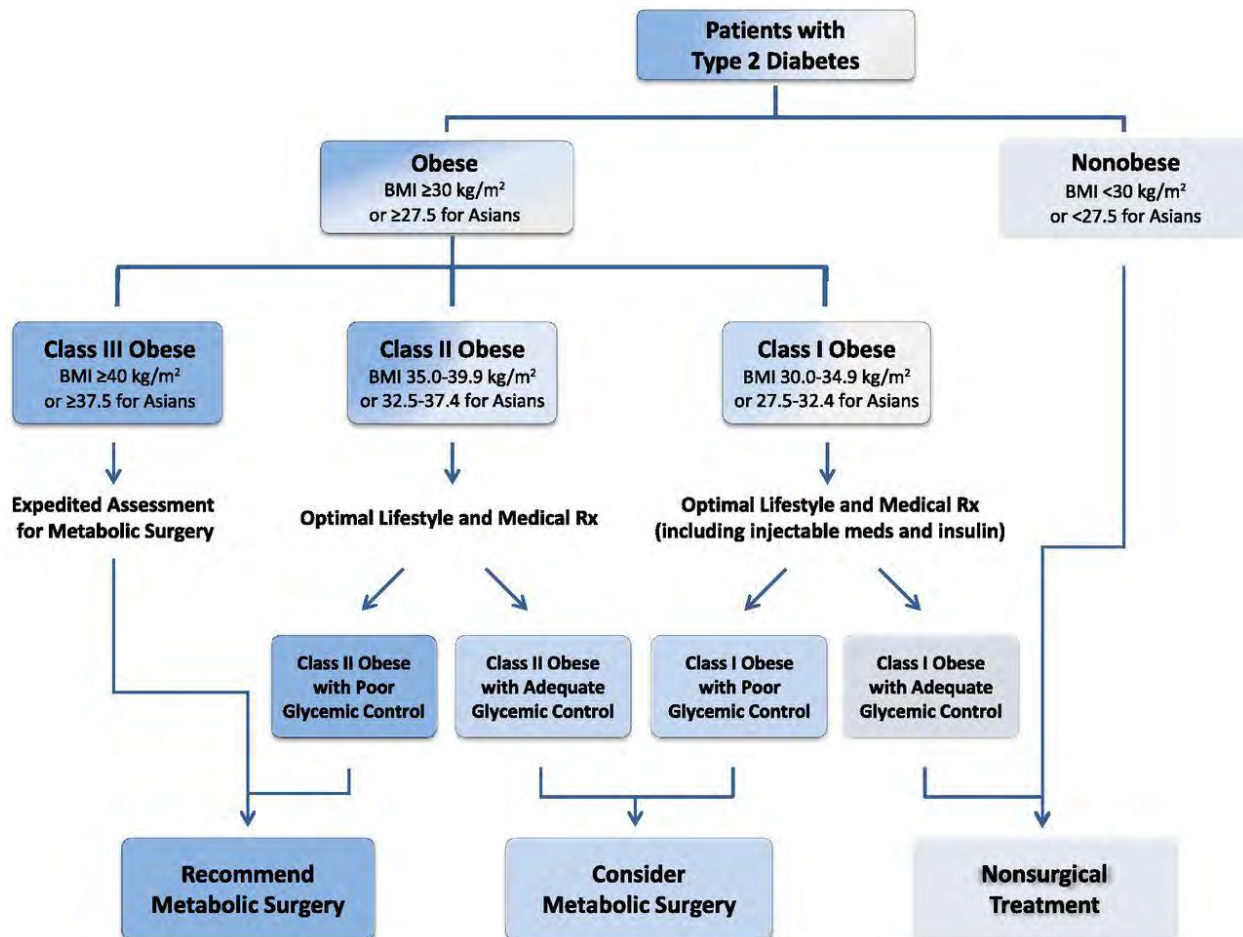 Patients with
Type 2 Diabetes
Obese
BMI ≥30 kg/m²
or ≥27.5 for Asians
Nonobese
BMI <30 kg/m²
or <27.5 for Asians
Class III Obese
BMI ≥40 kg/m²
or ≥37.5 for Asians
Class II Obese
BMI 35.0-39.9 kg/m²
or 32.5-37.4 for Asians
Class I Obese
BMI 30.0-34.9 kg/m²
or 27.5-32.4 for Asians
Expedited Assessment
for Metabolic Surgery
Optimal Lifestyle and Medical Rx
Optimal Lifestyle and Medical Rx
(including injectable meds and insulin)
Class II Obese
with Poor
Glycemic Control
Class II Obese
with Adequate
Glycemic Control
Class I Obese
with Poor
Glycemic Control
Class I Obese
with Adequate
Glycemic Control
Recommend
Metabolic Surgery
Consider
Metabolic Surgery
Nonsurgical
Treatment